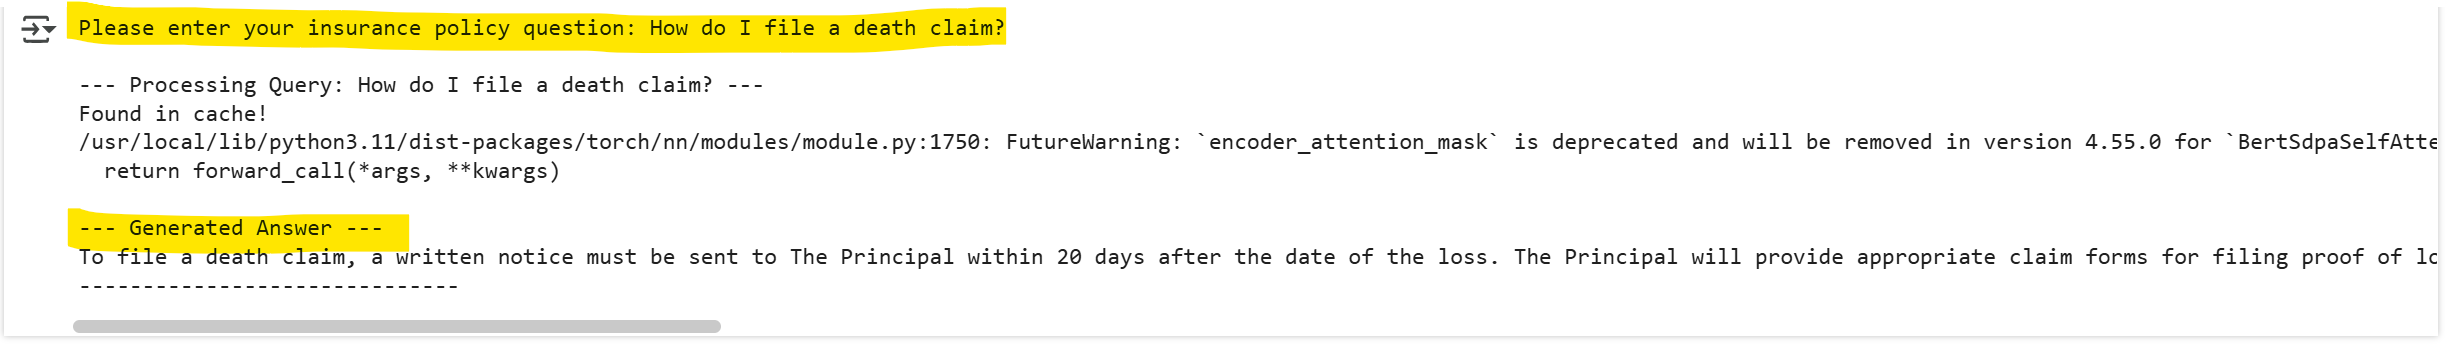 Please enter your insurance policy question: How do I file a death claim?
--- Processing Query: How do I file a death claim? ---
Found in cache!
/usr/local/lib/python3.11/dist-packages/torch/nn/modules/module.py:1750: FutureWarning: `encoder_attention_mask` is deprecated and will be removed in version 4.55.0 for `BertSdpaSelfAtte
return forward_call(*args, **kwargs)
--- Generated Answer ---
To file a death claim, a written notice must be sent to The Principal within 20 days after the date of the loss. The Principal will provide appropriate claim forms for filing proof of lo
------------------------------